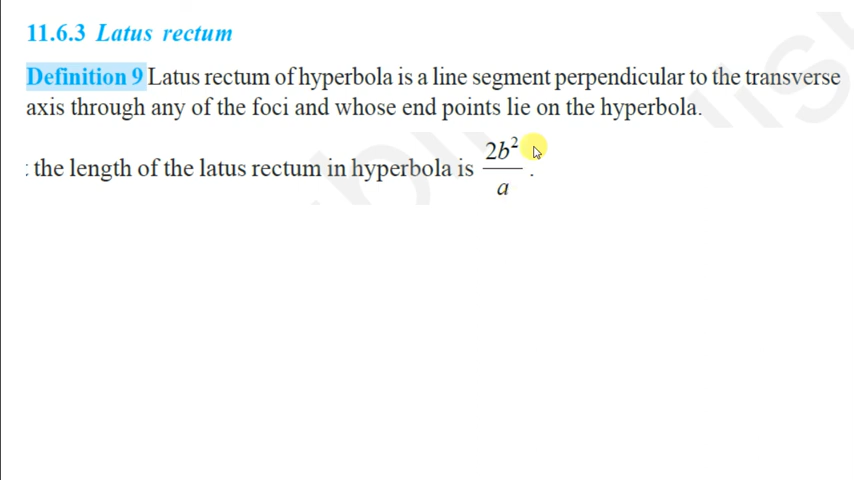 11.6.3 Latus rectum
Definition 9 Latus rectum of hyperbola is a line segment perpendicular to the transverse
axis through any of the foci and whose end points lie on the hyperbola.
: the length of the latus rectum in hyperbola is 2b²/a.